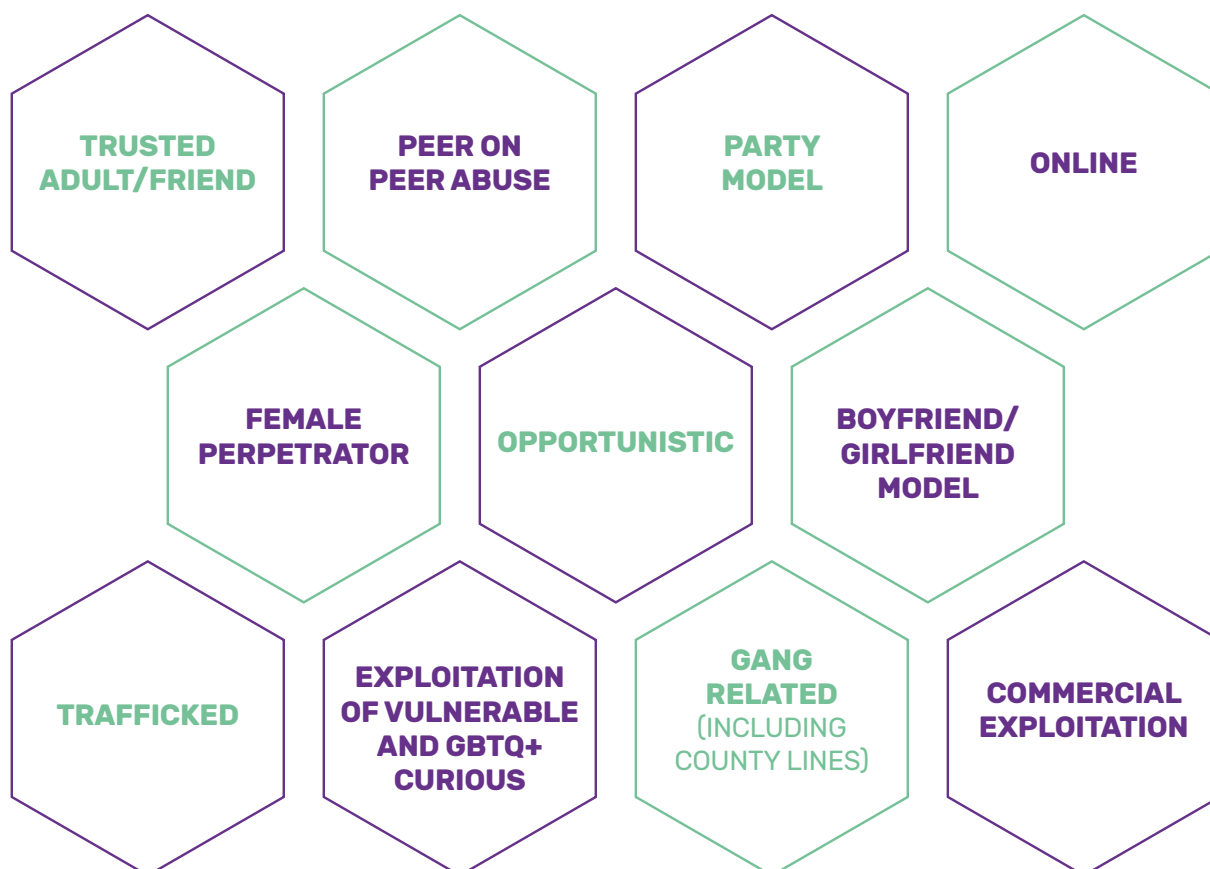 TRUSTED
ADULT/FRIEND
PEER ON
PEER ABUSE
PARTY
MODEL
ONLINE
FEMALE
PERPETRATOR
OPPORTUNISTIC
BOYFRIEND/
GIRLFRIEND
MODEL
TRAFFICKED
EXPLOITATION
OF VULNERABLE
AND GBTQ+
CURIOUS
GANG
RELATED
(INCLUDING
COUNTY LINES)
COMMERCIAL
EXPLOITATION